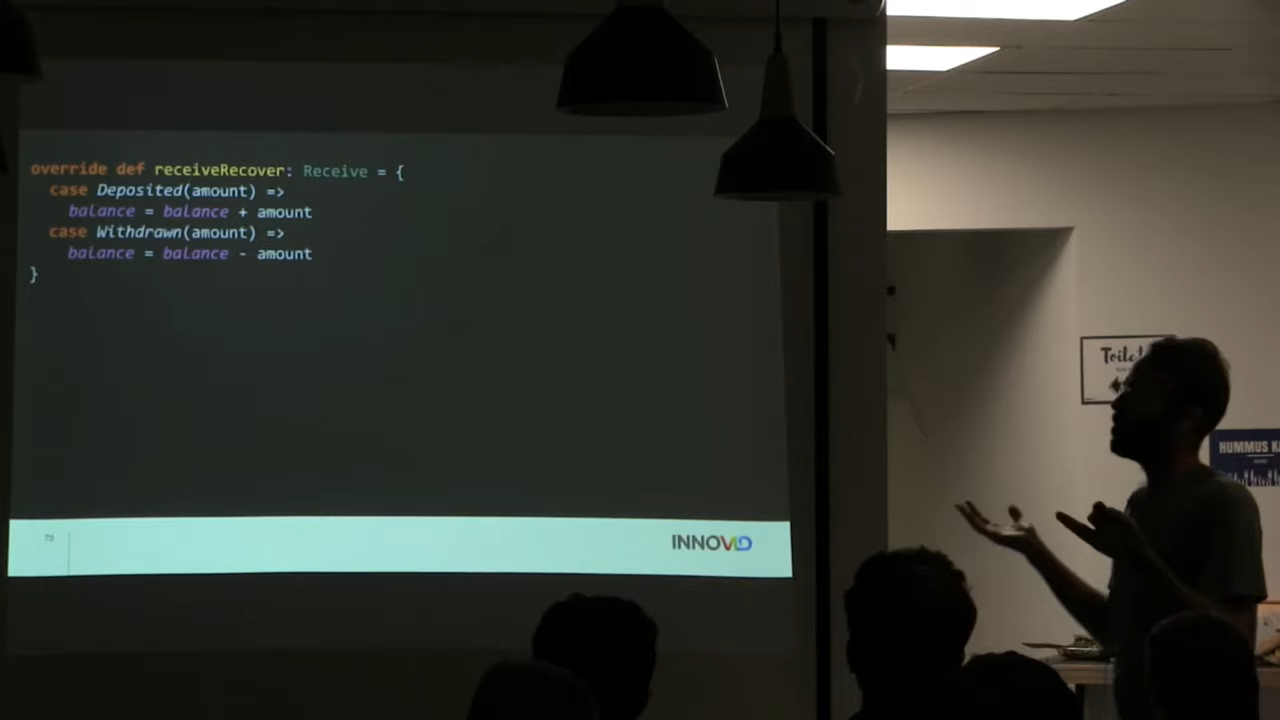 override def receiveRecover: Receive = {
case Deposited(amount) =>
balance = balance + amount
case Withdrawn(amount) =>
balance = balance - amount
}
INNOVID
HUMMUS